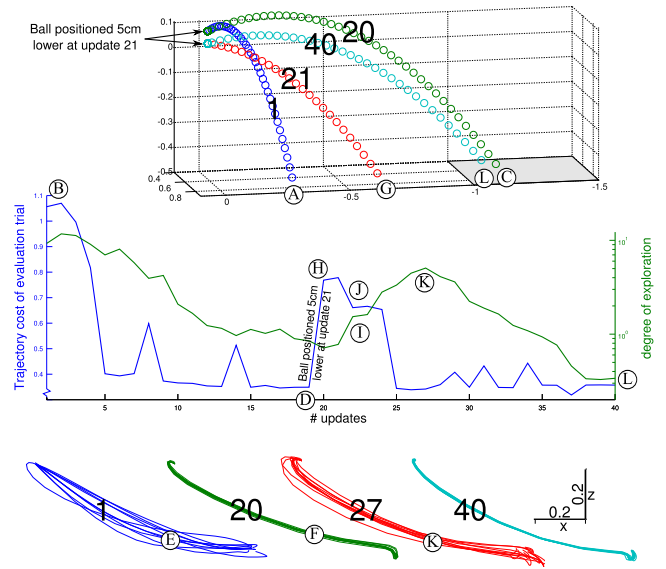 0.1
0
-0.1
-0.2
-0.3
-0.4
-0.5
0.4
0.6
0.8
0
-0.5
-1
-1.5
Ball positioned 5cm
lower at update 21
20
40
21
1
A
G
L
C
B
1.1
1
0.9
0.8
0.7
0.6
0.5
0.4
Trajectory cost of evaluation trial
H
J
I
K
D
L
Ball positioned 5cm
lower at update 21
10¹
10⁰
degree of exploration
5
10
15
20
25
30
35
40
# updates
1
20
27
40
E
F
K
0.2
x
0.2
z